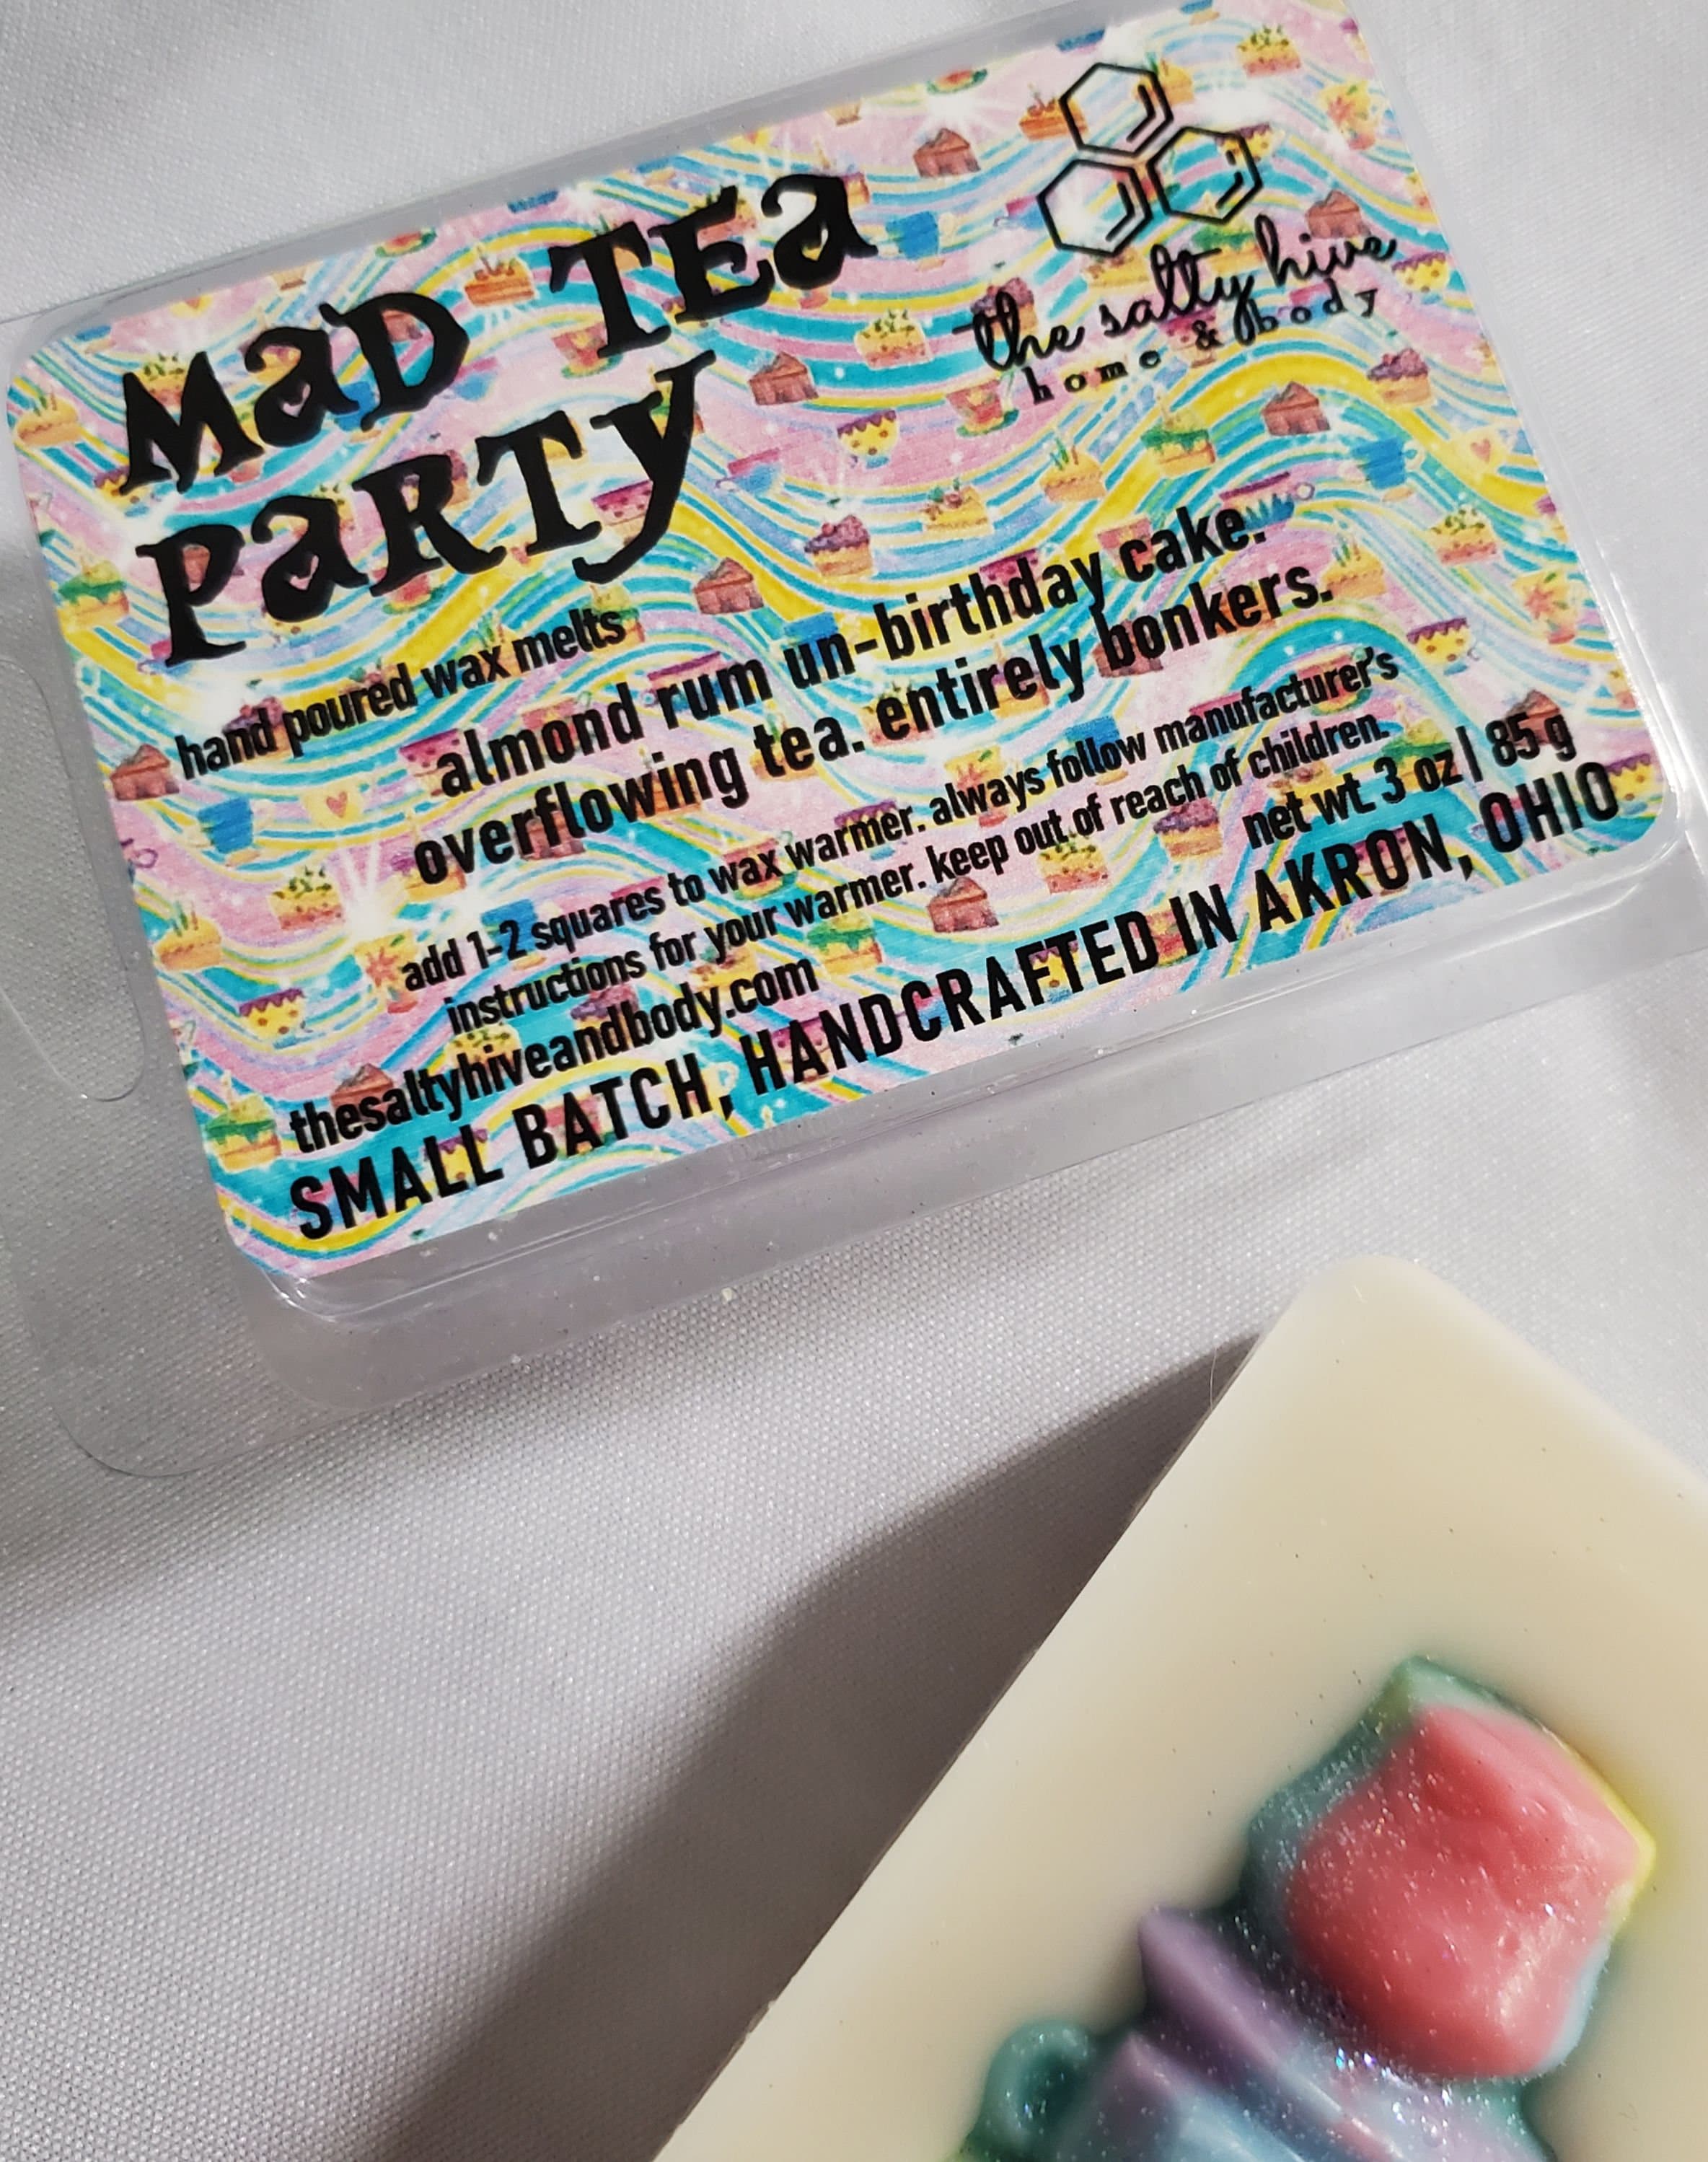 MaD TEa
PaRTy
the salty hive
home & body
hand poured wax melts
almond rum un-birthday cake.
overflowing tea. entirely bonkers.
add 1-2 squares to wax warmer. always follow manufacturer's
instructions for your warmer. keep out of reach of children.
net wt. 3 oz | 85 g
thesaltyhiveandbody.com
SMALL BATCH, HANDCRAFTED IN AKRON, OHIO